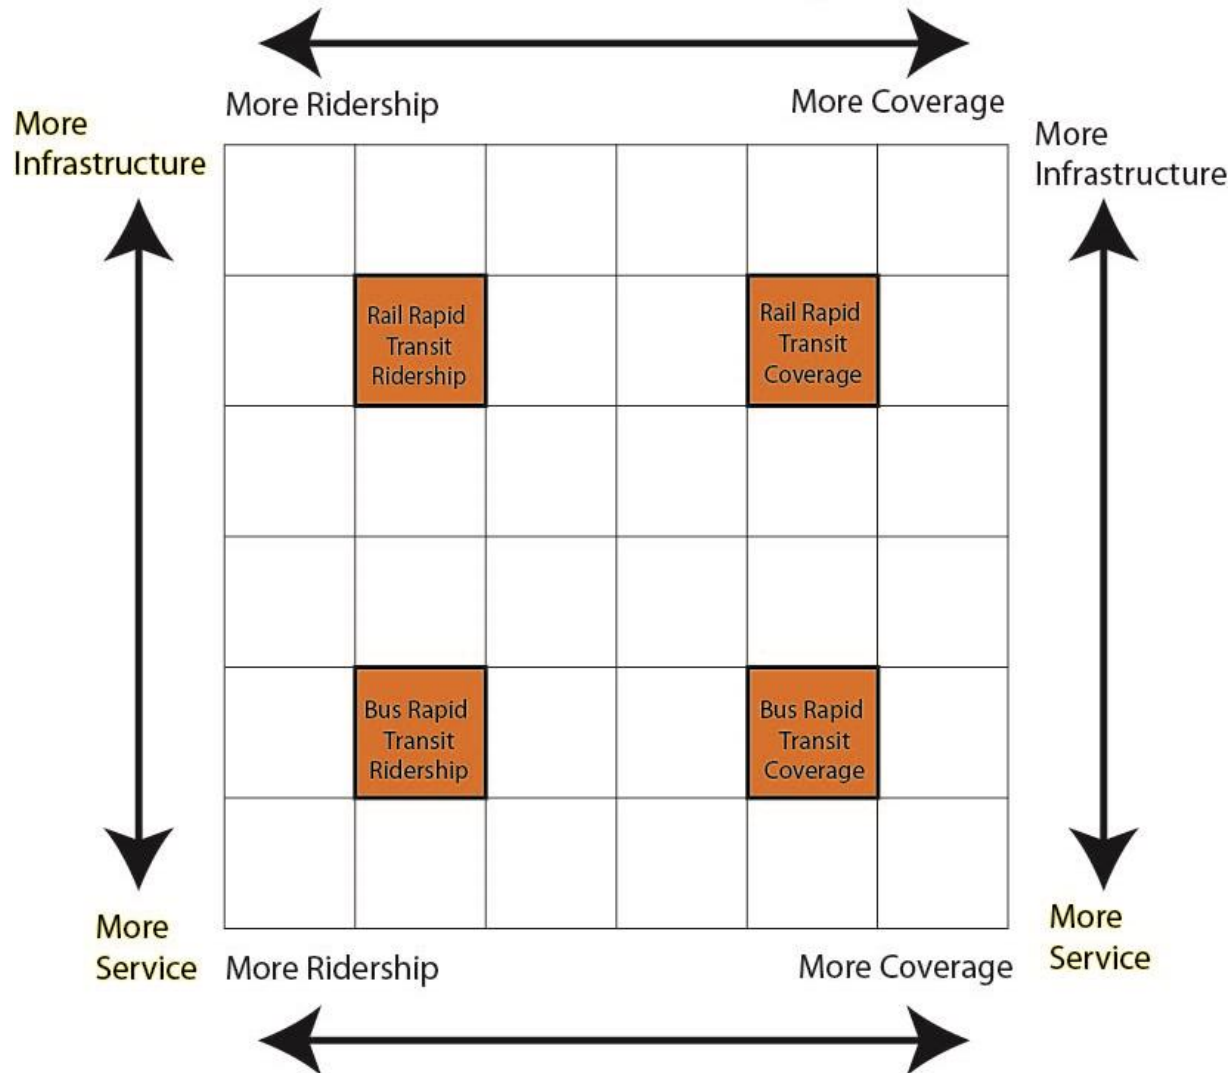 More Ridership
More Coverage
More
Infrastructure
More
Infrastructure
Rail Rapid
Transit
Ridership
Rail Rapid
Transit
Coverage
Bus Rapid
Transit
Ridership
Bus Rapid
Transit
Coverage
More
Service
More
Service
More Ridership
More Coverage